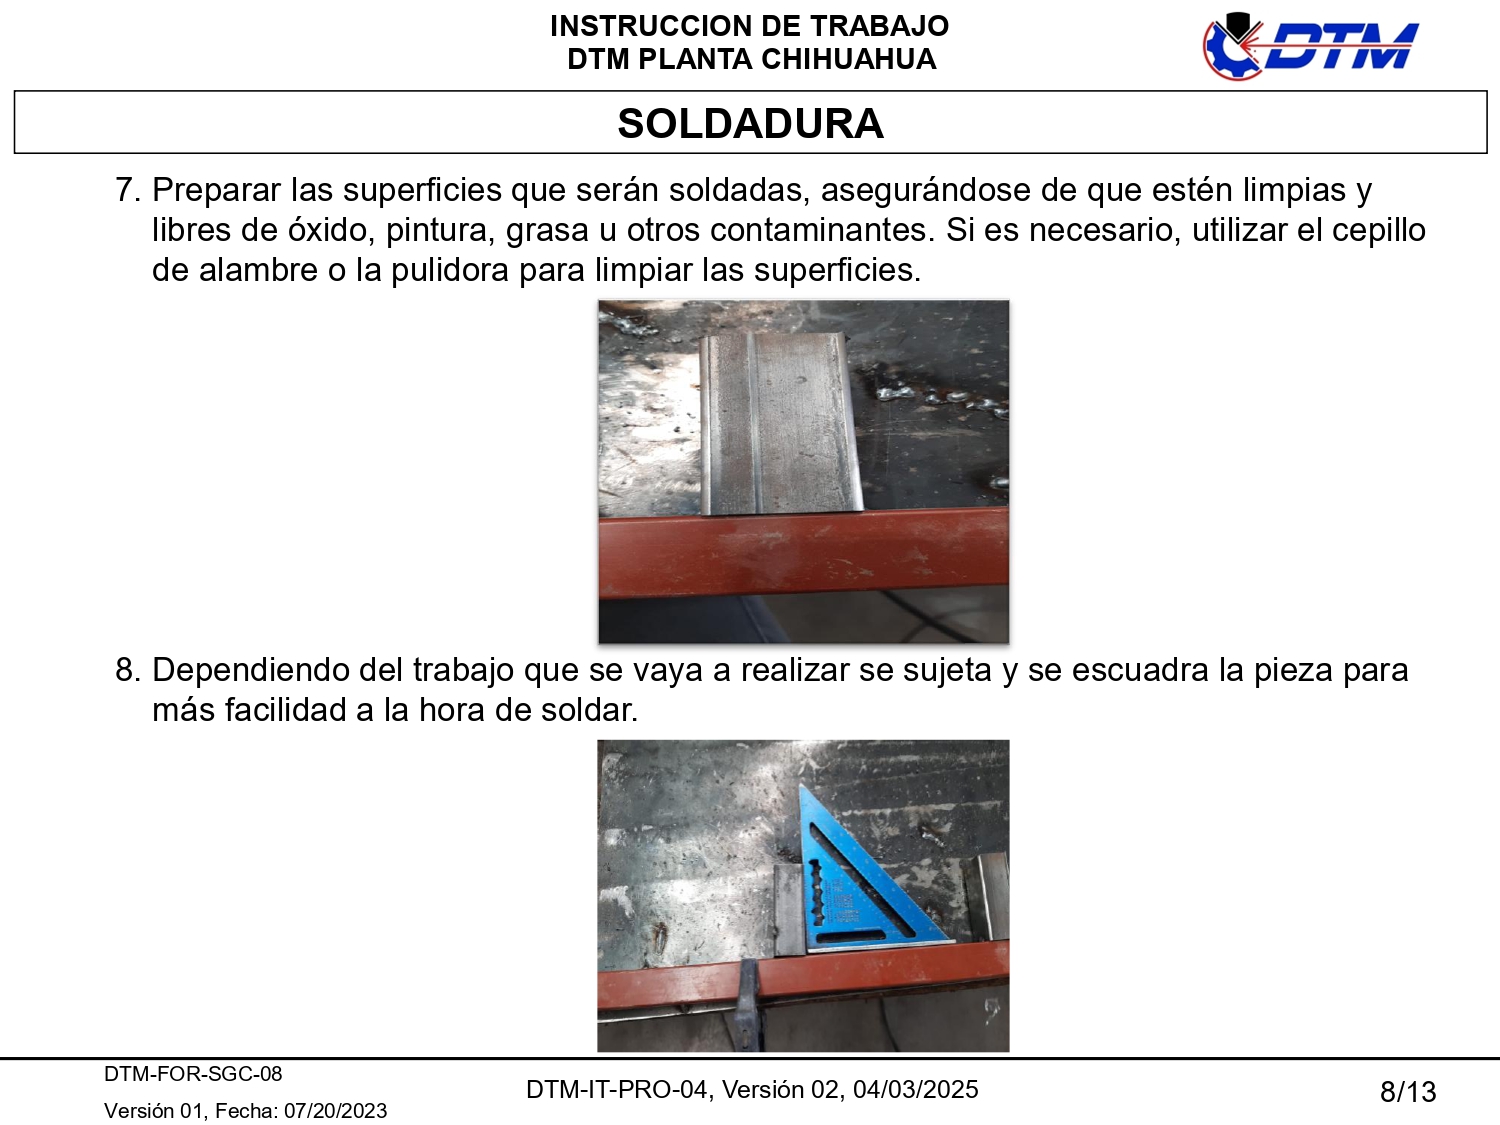 INSTRUCCION DE TRABAJO
DTM PLANTA CHIHUAHUA
DTM
SOLDADURA
7. Preparar las superficies que serán soldadas, asegurándose de que estén limpias y
libres de óxido, pintura, grasa u otros contaminantes. Si es necesario, utilizar el cepillo
de alambre o la pulidora para limpiar las superficies.
8. Dependiendo del trabajo que se vaya a realizar se sujeta y se escuadra la pieza para
más facilidad a la hora de soldar.
DTM-FOR-SGC-08
Versión 01, Fecha: 07/20/2023
DTM-IT-PRO-04, Versión 02, 04/03/2025
8/13